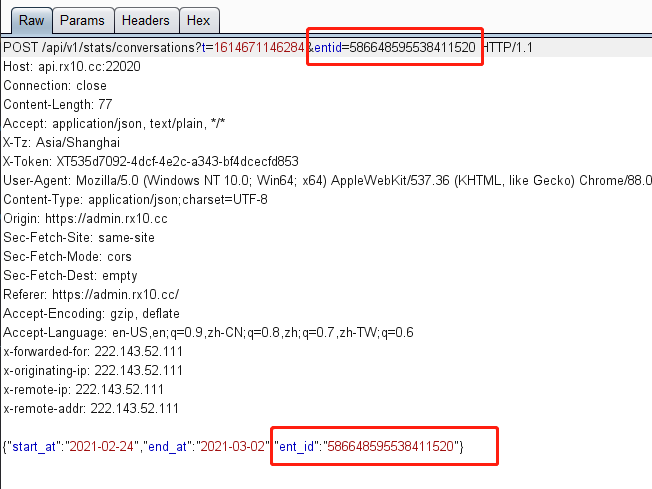 Raw Params Headers Hex
POST /api/v1/stats/conversations?t=1614671146284&entid=586648595538411520 HTTP/1.1
Host: api.rx10.cc:22020
Connection: close
Content-Length: 77
Accept: application/json, text/plain, */*
X-Tz: Asia/Shanghai
X-Token: XT535d7092-4dcf-4e2c-a343-bf4dcecfd853
User-Agent: Mozilla/5.0 (Windows NT 10.0; Win64; x64) AppleWebKit/537.36 (KHTML, like Gecko) Chrome/88.0
Content-Type: application/json;charset=UTF-8
Origin: https://admin.rx10.cc
Sec-Fetch-Site: same-site
Sec-Fetch-Mode: cors
Sec-Fetch-Dest: empty
Referer: https://admin.rx10.cc/
Accept-Encoding: gzip, deflate
Accept-Language: en-US,en;q=0.9,zh-CN;q=0.8,zh;q=0.7,zh-TW;q=0.6
x-forwarded-for: 222.143.52.111
x-originating-ip: 222.143.52.111
x-remote-ip: 222.143.52.111
x-remote-addr: 222.143.52.111
{"start_at":"2021-02-24","end_at":"2021-03-02","ent_id":"586648595538411520"}